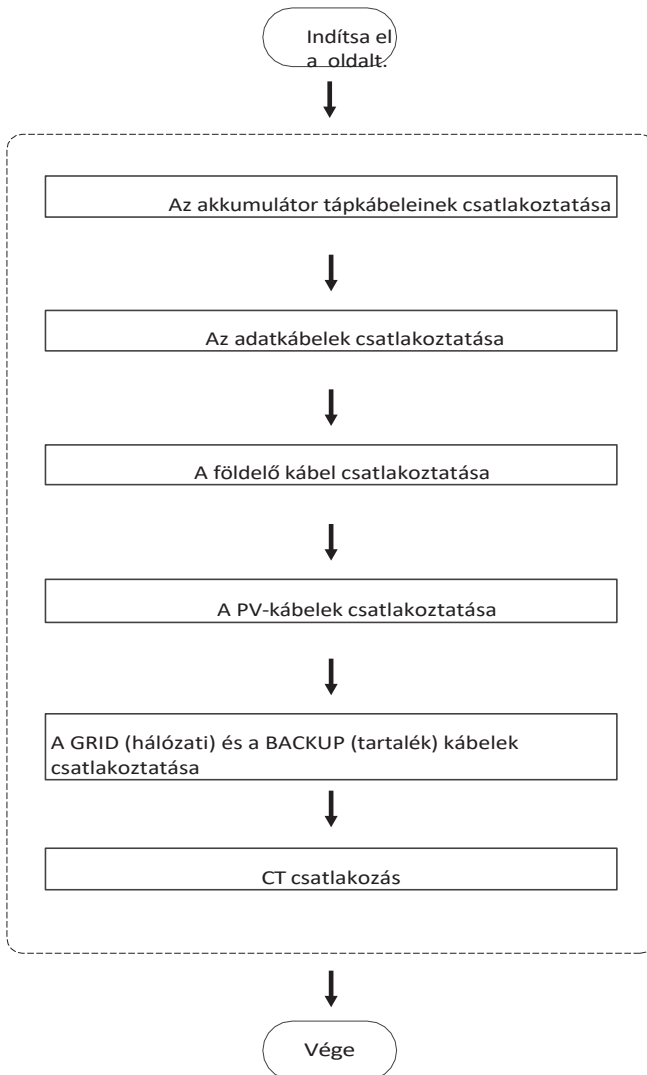 Indítsa el
a oldalt.
Az akkumulátor tápkábeleinek csatlakoztatása
Az adatkábelek csatlakoztatása
A földelő kábel csatlakoztatása
A PV-kábelek csatlakoztatása
A GRID (hálózati) és a BACKUP (tartalék) kábelek
csatlakoztatása
CT csatlakozás
Vége